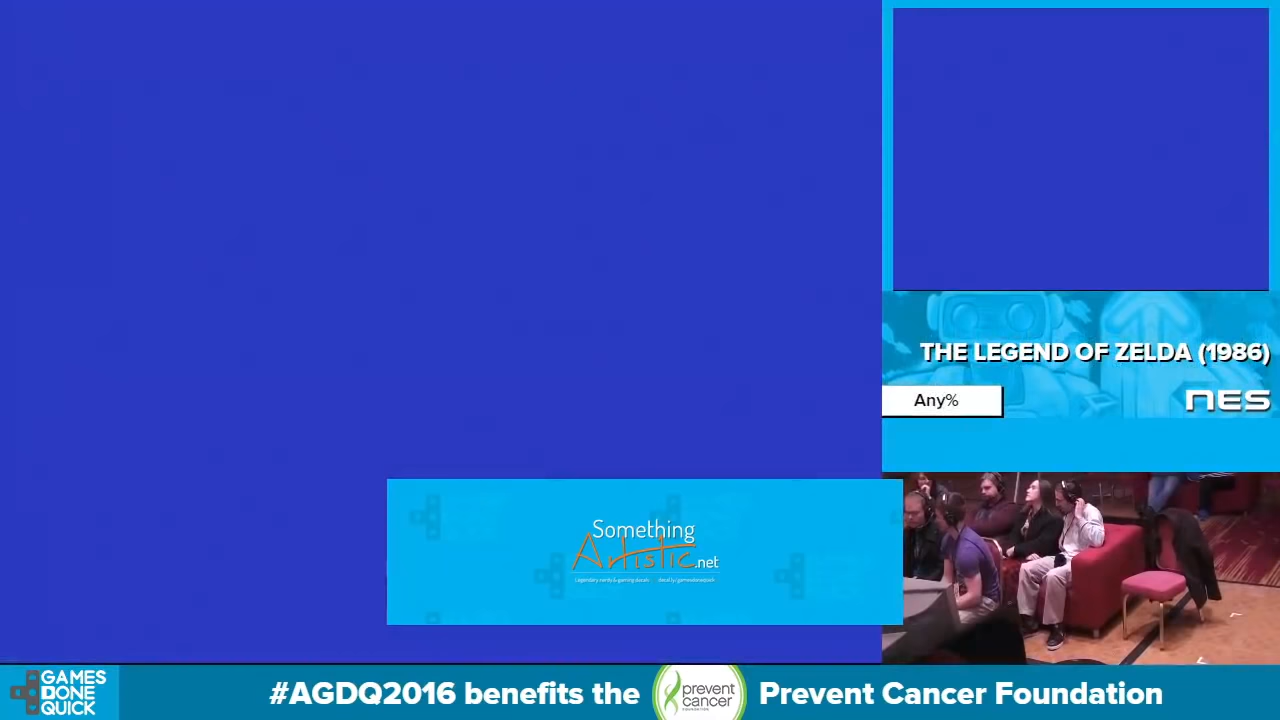 THE LEGEND OF ZELDA (1986)
Any%
NES
Something
Artistic.net
GAMES
DONE
QUICK
#AGDQ2016 benefits the
prevent
cancer
Prevent Cancer Foundation